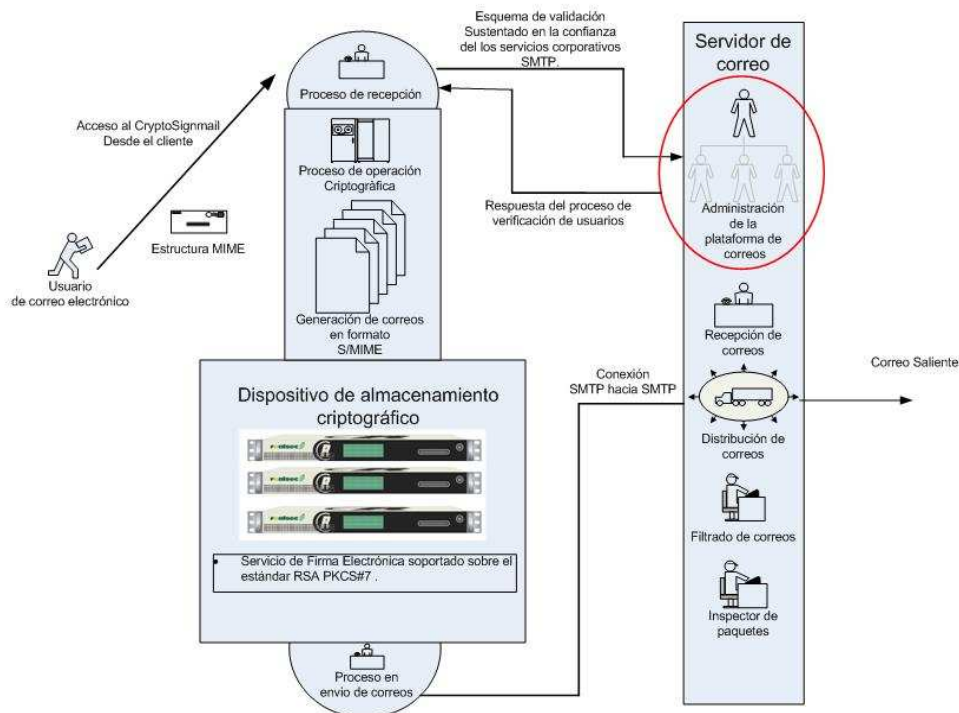 Esquema de validación
Sustentado en la confianza
del los servicios corporativos
SMTP.
Servidor de
correo
Proceso de recepción
Acceso al CryptoSignmail
Desde el cliente
Proceso de operación
Criptográfica
Respuesta del proceso de
verificación de usuarios
Administración
de la
plataforma de
correos
Estructura MIME
Usuario
de correo electrónico
Generación de correos
en formato
S/MIME
Recepción de
correos
Conexión
SMTP hacia SMTP
Correo Saliente
Dispositivo de almacenamiento
criptográfico
Distribución de
correos
Filtrado de correos
Servicio de Firma Electrónica soportado sobre el
estándar RSA PKCS#7 .
Inspector de
paquetes
Proceso en
envio de correos